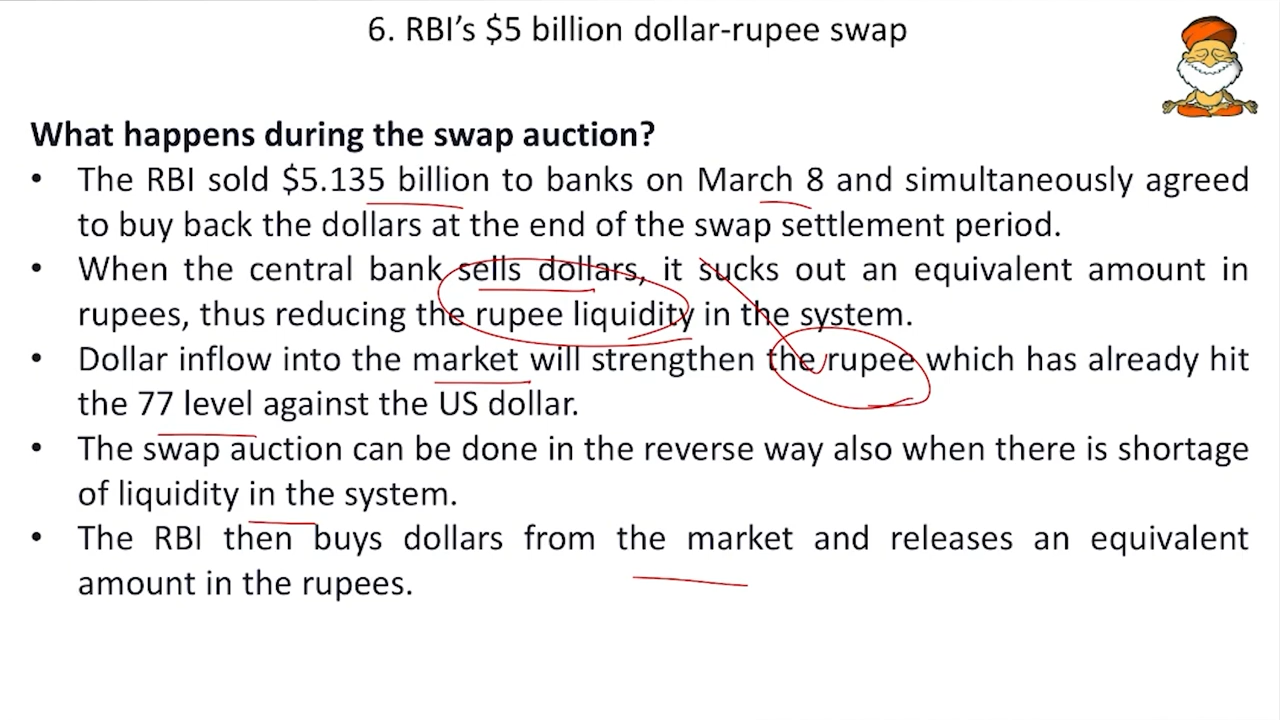 6. RBI’s $5 billion dollar-rupee swap
What happens during the swap auction?
• The RBI sold $5.135 billion to banks on March 8 and simultaneously agreed
to buy back the dollars at the end of the swap settlement period.
• When the central bank sells dollars, it sucks out an equivalent amount in
rupees, thus reducing the rupee liquidity in the system.
• Dollar inflow into the market will strengthen the rupee which has already hit
the 77 level against the US dollar.
• The swap auction can be done in the reverse way also when there is shortage
of liquidity in the system.
• The RBI then buys dollars from the market and releases an equivalent
amount in the rupees.